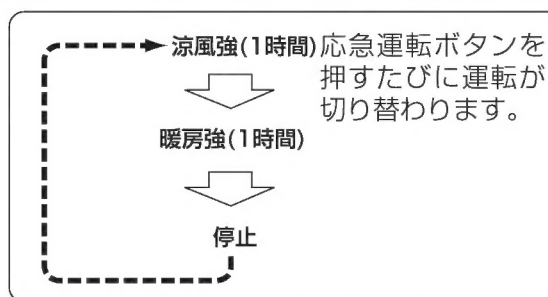 涼風強(1時間)
暖房強(1時間)
停止
応急運転ボタンを
押すたびに運転が
切り替わります。